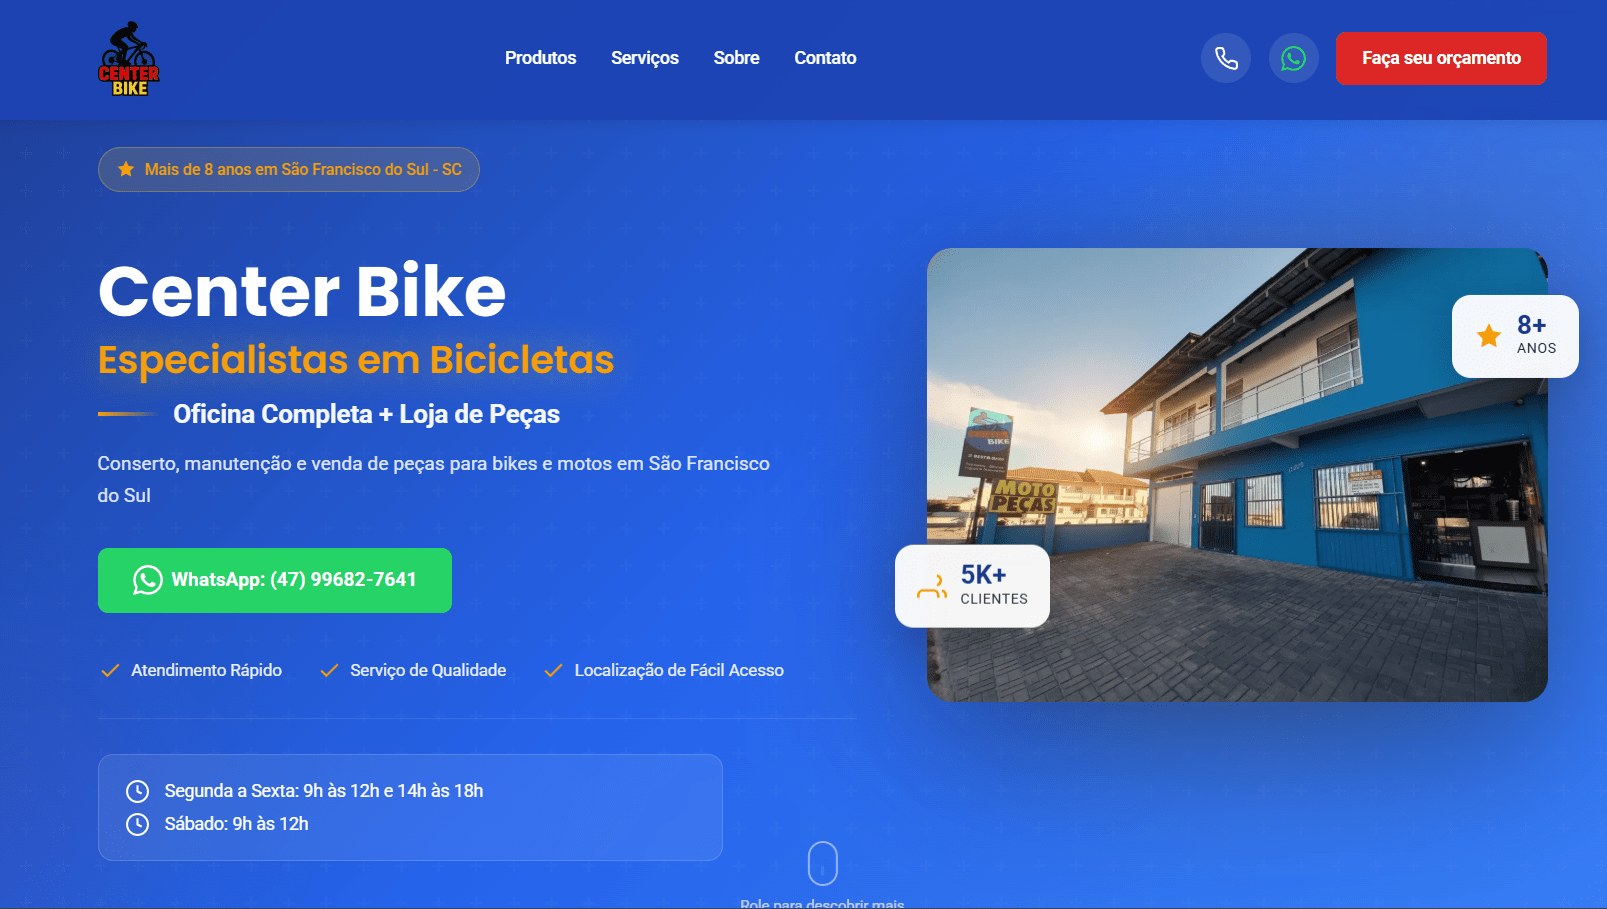 CENTER
BIKE
Produtos
Serviços
Sobre
Contato
Faça seu orçamento
Mais de 8 anos em São Francisco do Sul - SC
Center Bike
Especialistas em Bicicletas
Oficina Completa + Loja de Peças
Conserto, manutenção e venda de peças para bikes e motos em São Francisco
do Sul
WhatsApp: (47) 99682-7641
Atendimento Rápido
Serviço de Qualidade
Localização de Fácil Acesso
Segunda a Sexta: 9h às 12h e 14h às 18h
Sábado: 9h às 12h
8+
ANOS
CENTER
BIKE
MOTO
PEÇAS
5K+
CLIENTES
Role para descobrir mais